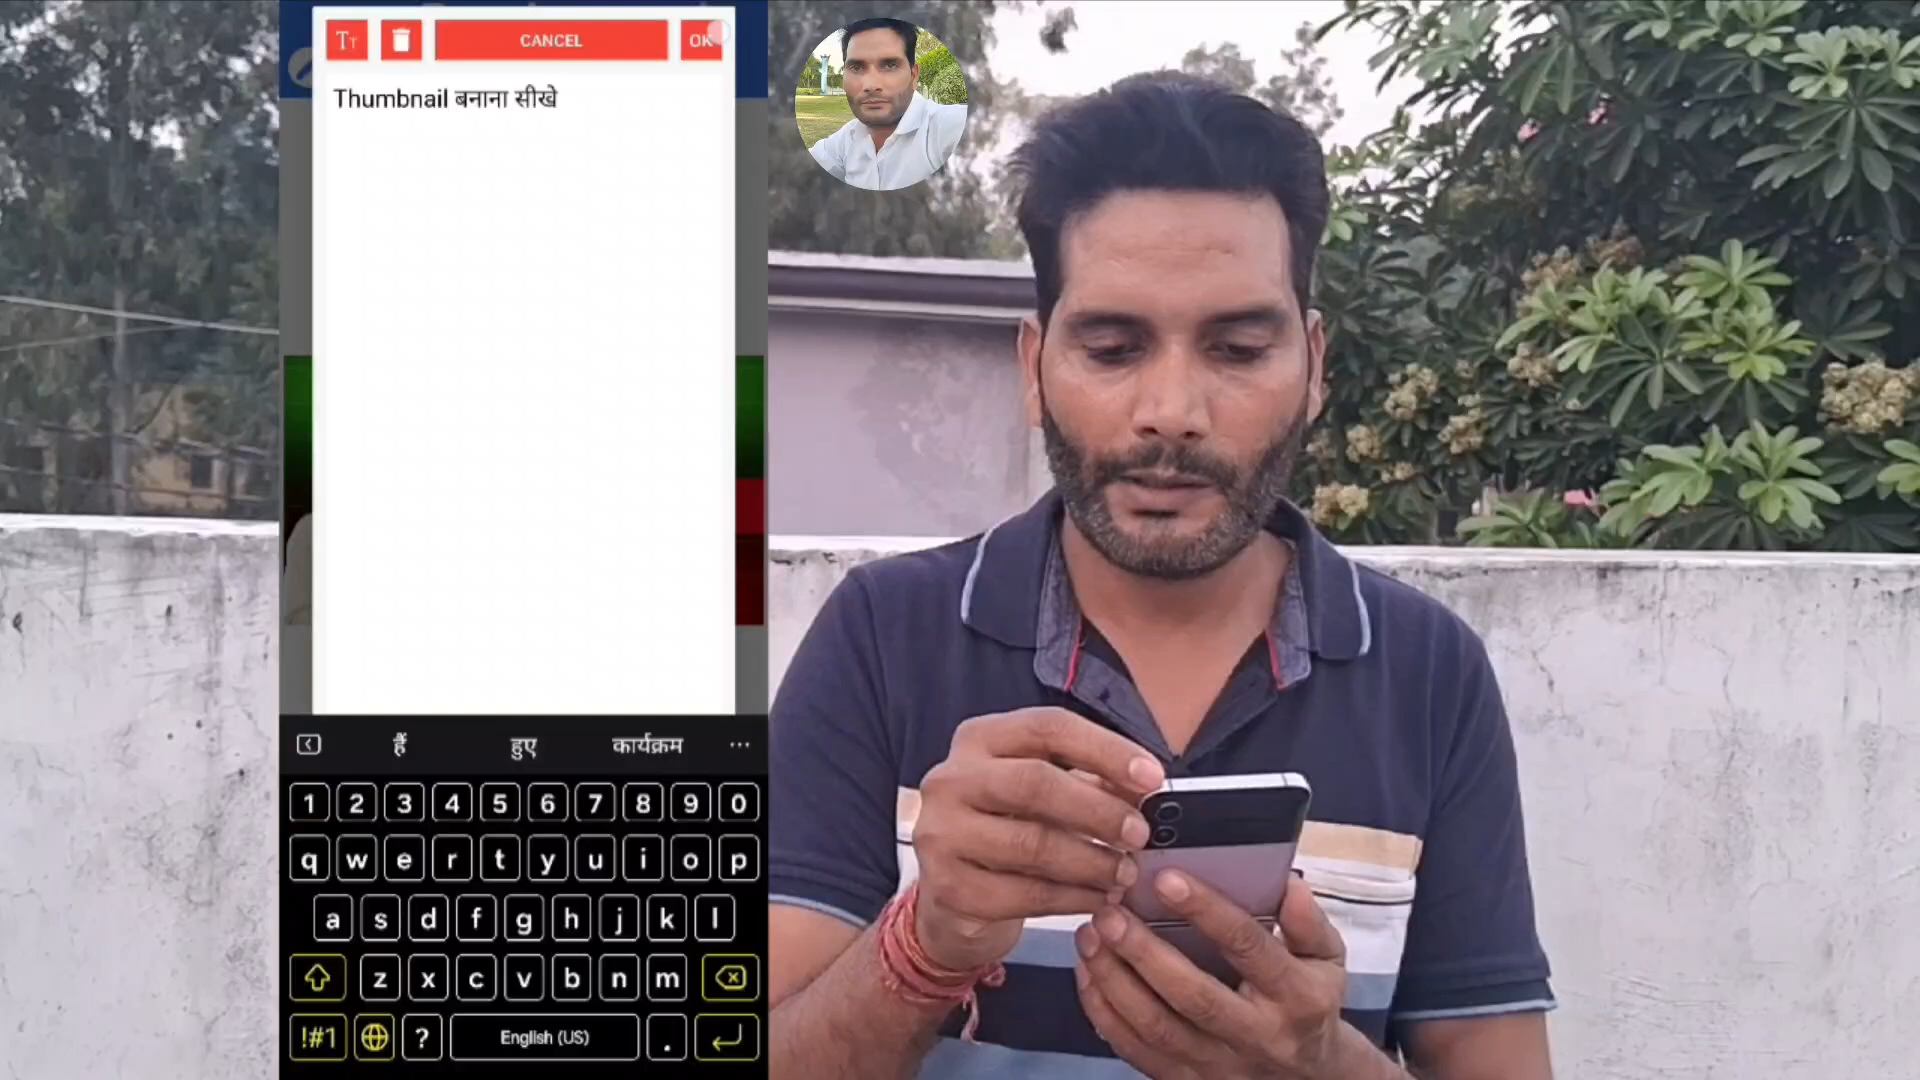 Tт CANCEL OK
Thumbnail बनाना सीखे
हैं हुए कार्यक्रम ...
1 2 3 4 5 6 7 8 9 0
q w e r t y u i o p
a s d f g h j k l
z x c v b n m
!#1 ? English (US) .